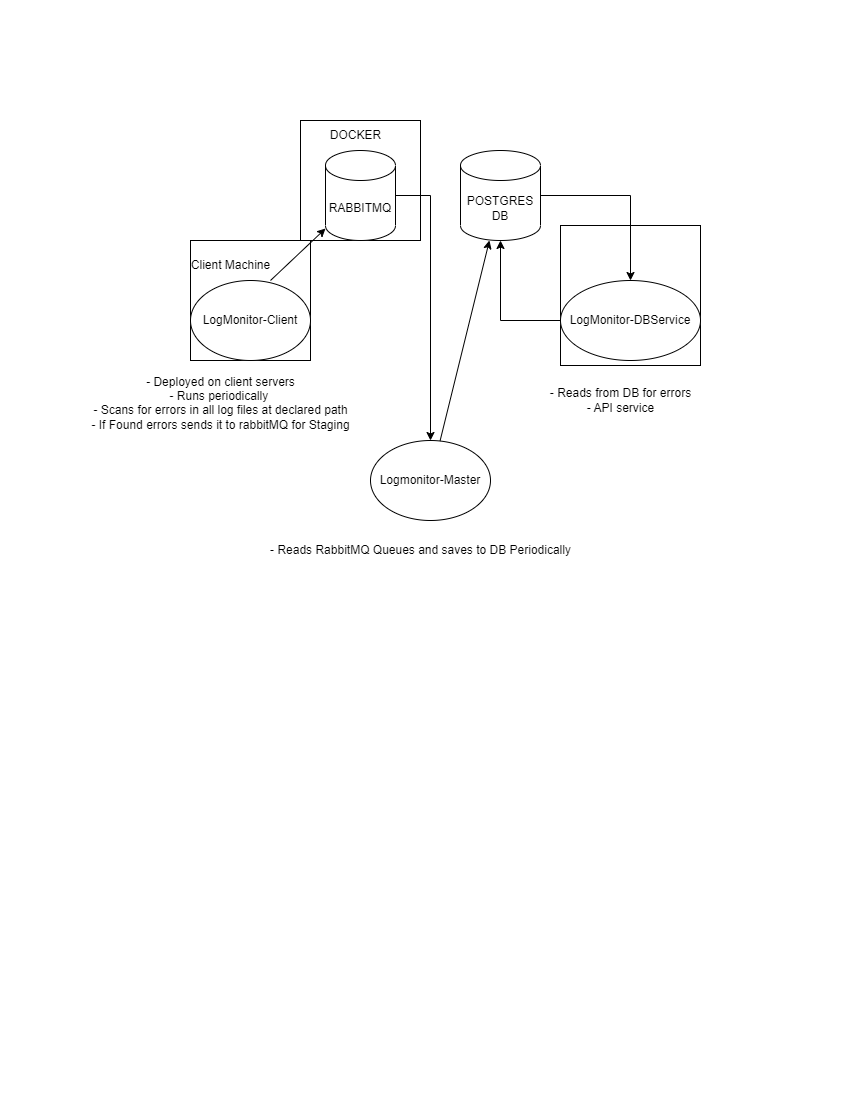 DOCKER
RABBITMQ
POSTGRES
DB
Client Machine
LogMonitor-Client
LogMonitor-DBService
- Deployed on client servers
- Runs periodically
- Scans for errors in all log files at declared path
- If Found errors sends it to rabbitMQ for Staging
- Reads from DB for errors
- API service
Logmonitor-Master
- Reads RabbitMQ Queues and saves to DB Periodically